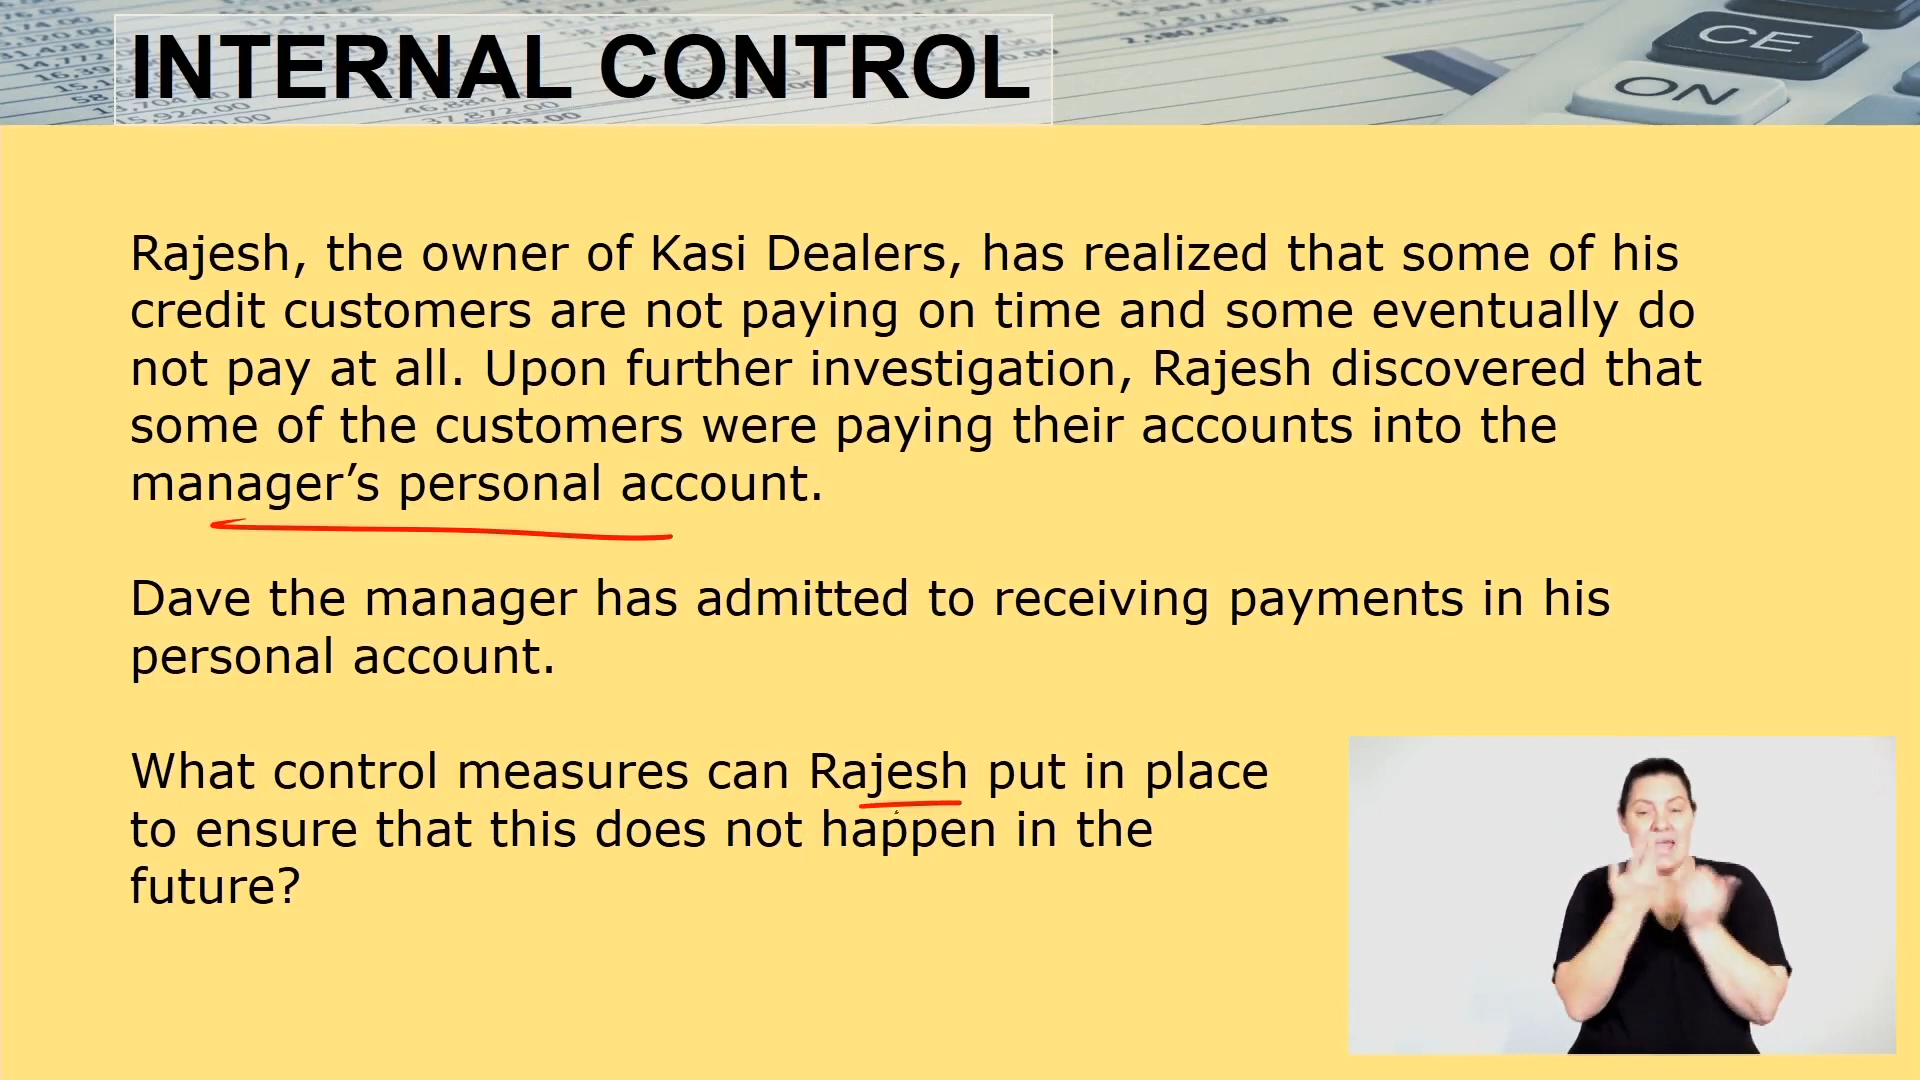 INTERNAL CONTROL
CE
ON
Rajesh, the owner of Kasi Dealers, has realized that some of his
credit customers are not paying on time and some eventually do
not pay at all. Upon further investigation, Rajesh discovered that
some of the customers were paying their accounts into the
manager’s personal account.
Dave the manager has admitted to receiving payments in his
personal account.
What control measures can Rajesh put in place
to ensure that this does not happen in the
future?